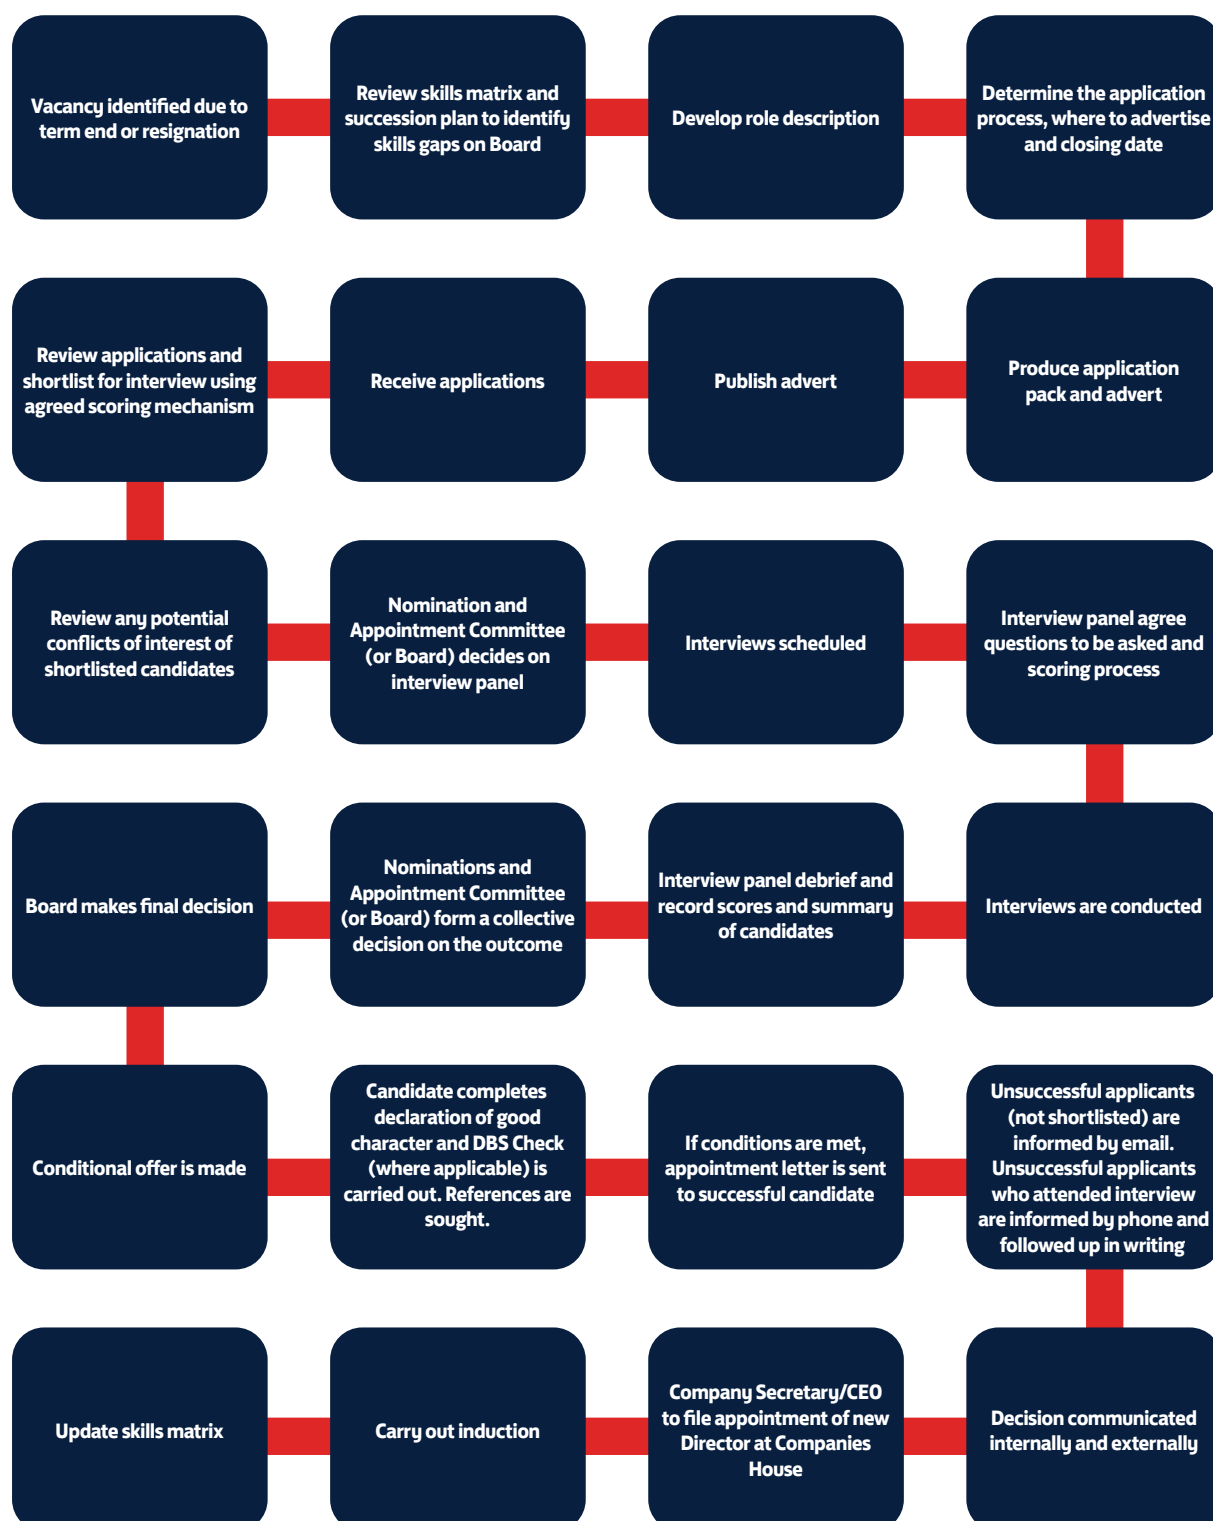 Vacancy identified due to
term end or resignation
Review skills matrix and
succession plan to identify
skills gaps on Board
Develop role description
Determine the application
process, where to advertise
and closing date
Produce application
pack and advert
Publish advert
Receive applications
Review applications and
shortlist for interview using
agreed scoring mechanism
Review any potential
conflicts of interest of
shortlisted candidates
Nomination and
Appointment Committee
(or Board) decides on
interview panel
Interviews scheduled
Interview panel agree
questions to be asked and
scoring process
Interviews are conducted
Interview panel debrief and
record scores and summary
of candidates
Nominations and
Appointment Committee
(or Board) form a collective
decision on the outcome
Board makes final decision
Conditional offer is made
Candidate completes
declaration of good
character and DBS Check
(where applicable) is
carried out. References are
sought.
If conditions are met,
appointment letter is sent
to successful candidate
Unsuccessful applicants
(not shortlisted) are
informed by email.
Unsuccessful applicants
who attended interview
are informed by phone and
followed up in writing
Decision communicated
internally and externally
Company Secretary/CEO
to file appointment of new
Director at Companies
House
Carry out induction
Update skills matrix